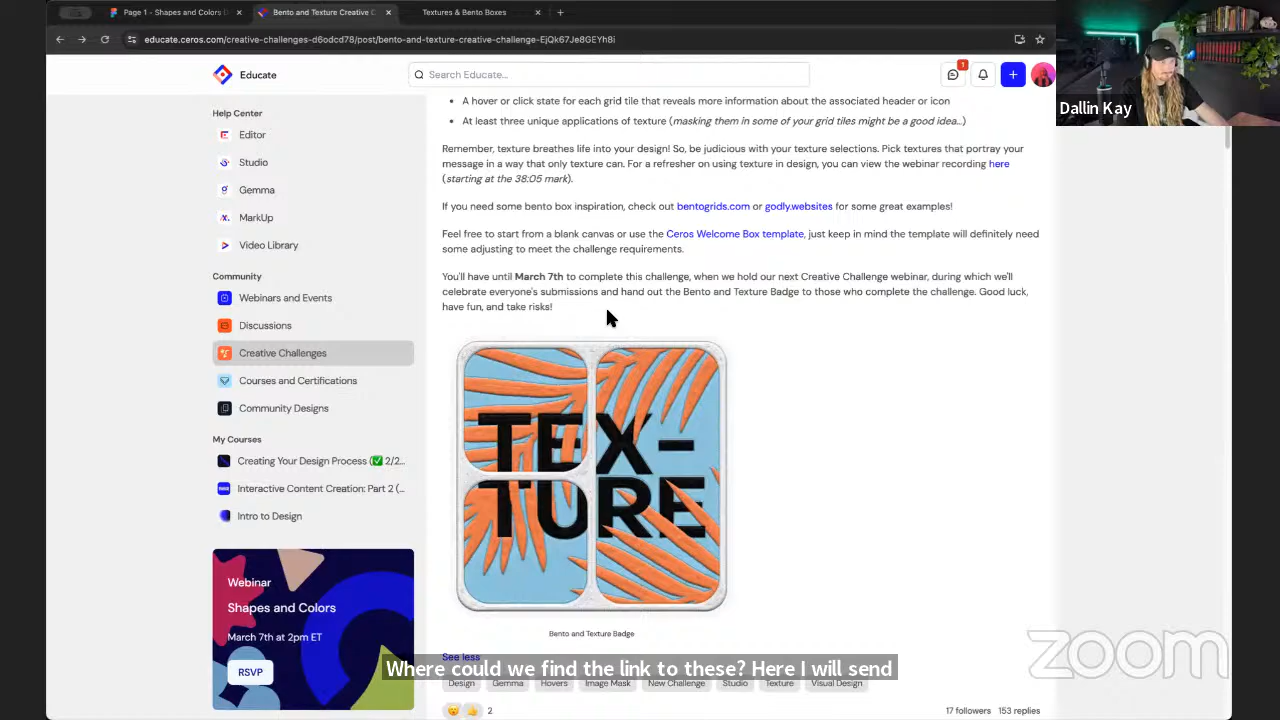 Page 1 - Shapes and Colors D
Bento and Texture Creative C
Textures & Bento Boxes
educate.ceros.com/creative-challenges-d6odcd78/post/bento-and-texture-creative-challenge-EjQk67Je8GEYh8i
Dallin Kay
Educate
Search Educate...
1
Help Center
Editor
Studio
Gemma
MarkUp
Video Library
Community
Webinars and Events
Discussions
Creative Challenges
Courses and Certifications
Community Designs
My Courses
Creating Your Design Process (✅ 2/2...
Interactive Content Creation: Part 2 (...
Intro to Design
Webinar
Shapes and Colors
March 7th at 2pm ET
RSVP
• A hover or click state for each grid tile that reveals more information about the associated header or icon
• At least three unique applications of texture (masking them in some of your grid tiles might be a good idea...)
Remember, texture breathes life into your design! So, be judicious with your texture selections. Pick textures that portray your
message in a way that only texture can. For a refresher on using texture in design, you can view the webinar recording here
(starting at the 38:05 mark).
If you need some bento box inspiration, check out bentogrids.com or godly.websites for some great examples!
Feel free to start from a blank canvas or use the Ceros Welcome Box template, just keep in mind the template will definitely need
some adjusting to meet the challenge requirements.
You'll have until March 7th to complete this challenge, when we hold our next Creative Challenge webinar, during which we'll
celebrate everyone's submissions and hand out the Bento and Texture Badge to those who complete the challenge. Good luck,
have fun, and take risks!
TEX-
TURE
Bento and Texture Badge
See less
Where could we find the link to these? Here I will send
Design
Gemma
Hovers
Image Mask
New Challenge
Studio
Texture
Visual Design
2
17 followers
153 replies
zoom